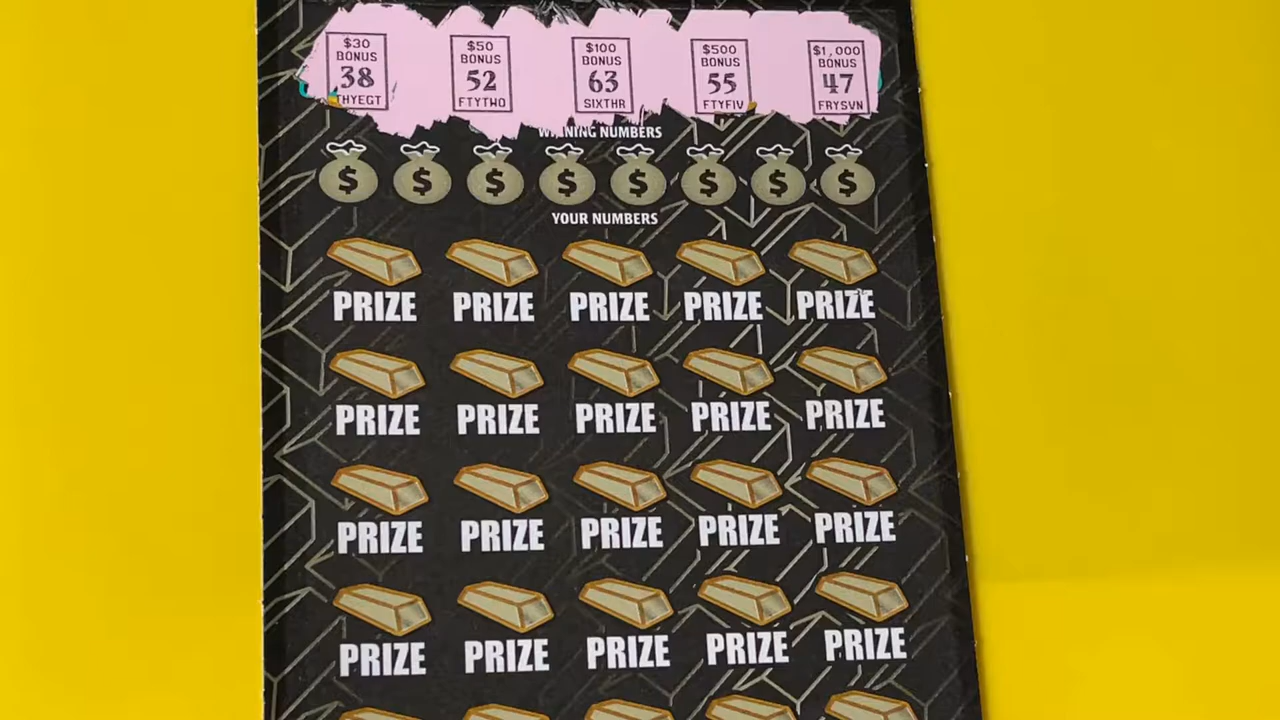 $30 $50 $100 $500 $1,000
BONUS BONUS BONUS BONUS BONUS
38 52 63 55 47
THYEGT FTYTWO SIXTHR FTYFIV FRYSVN
WINNING NUMBERS
$ $ $ $ $ $ $ $
YOUR NUMBERS
PRIZE PRIZE PRIZE PRIZE PRIZE
PRIZE PRIZE PRIZE PRIZE PRIZE
PRIZE PRIZE PRIZE PRIZE PRIZE
PRIZE PRIZE PRIZE PRIZE PRIZE